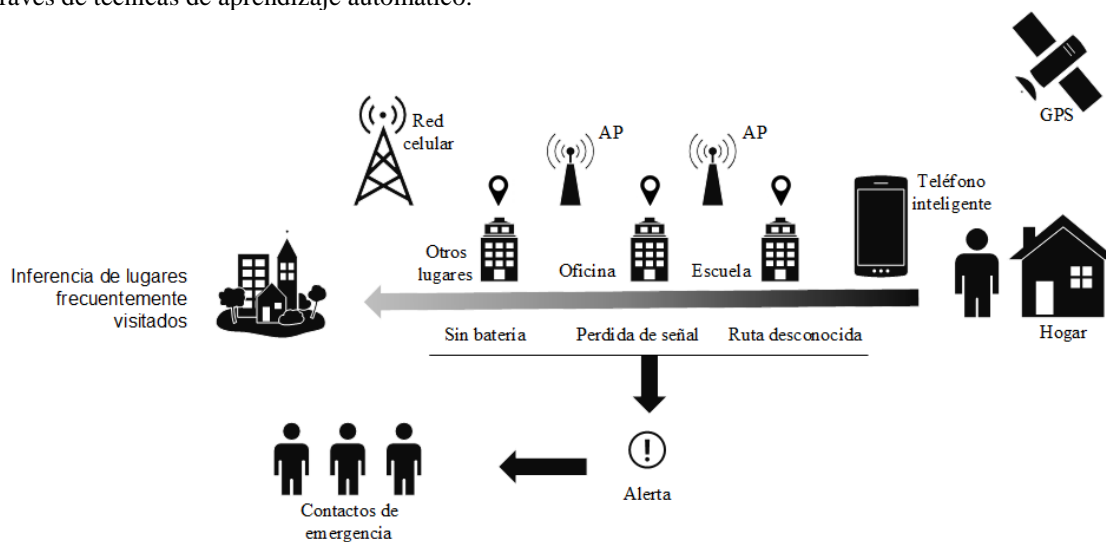 ravés de técnicas de aprendizaje automático.
GPS
Red
celular
AP
AP
Teléfono
inteligente
Otros
lugares
Oficina
Escuela
Inferencia de lugares
frecuentemente
visitados
Hogar
Sin batería
Perdida de señal
Ruta desconocida
Alerta
Contactos de
emergencia